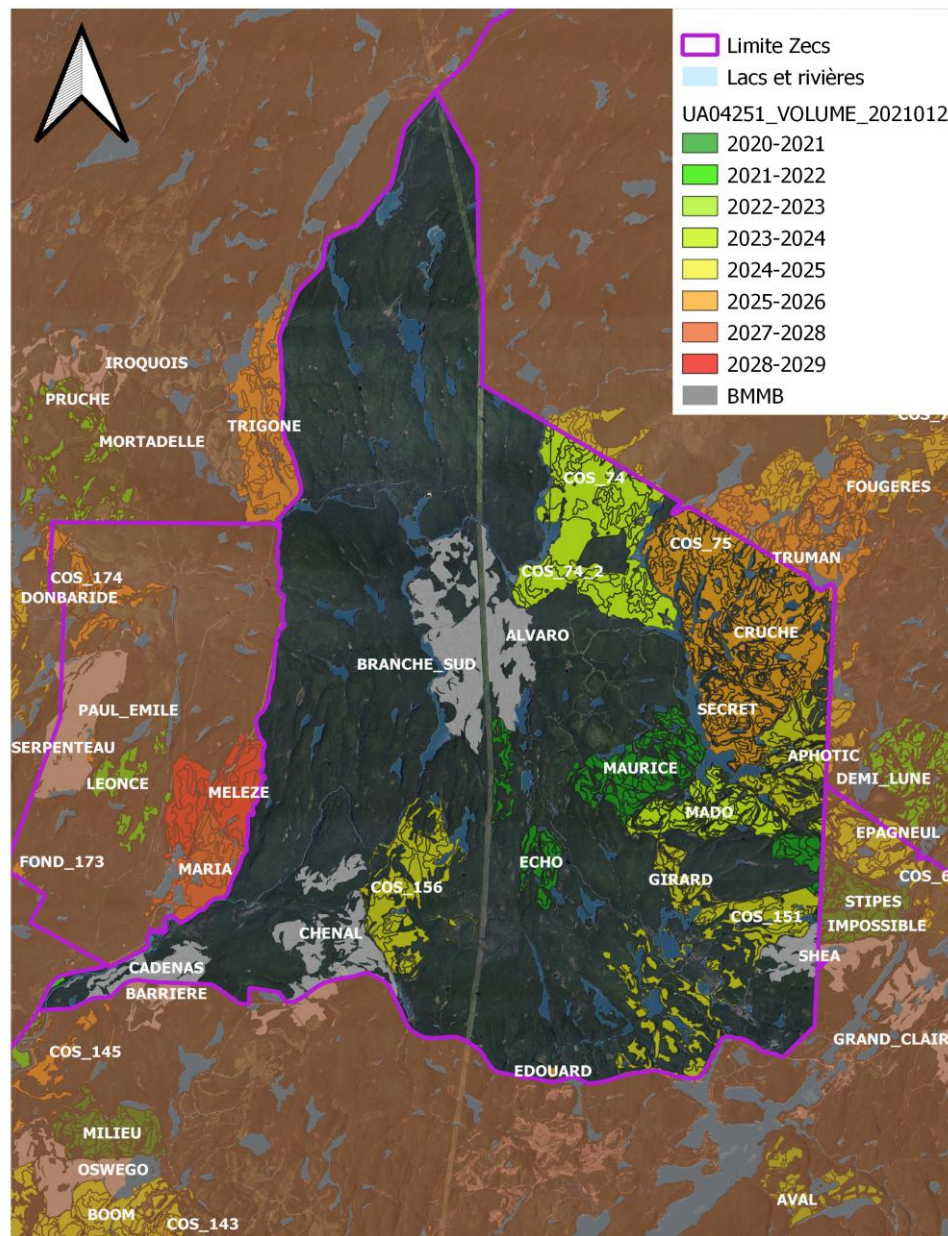 Limite Zecs
Lacs et rivières
UA04251_VOLUME_2021012
2020-2021
2021-2022
2022-2023
2023-2024
2024-2025
2025-2026
2027-2028
2028-2029
BMMB
IROQUOIS
PRUCHE
MORTADELLE
TRIGONE
COS_7
COS_74
FOUGERES
COS_75
TRUMAN
COS_174
COS_74_2
DONBARIDE
CRUCHE
ALVARO
BRANCHE_SUD
PAUL_EMILE
SECRET
SERPENTEAU
APHOTIC
LEONCE
MAURICE
DEMI_LUNE
MELEZE
MADO
EPAGNEUL
FOND_173
ECHO
MARIA
GIRARD
COS_6
COS_156
STIPES
COS_151
IMPOSSIBLE
CHENAL
SHEA
CADENAS
BARRIERE
GRAND_CLAIR
COS_145
EDOUARD
MILIEU
OSWEGO
AVAL
BOOM
COS_143